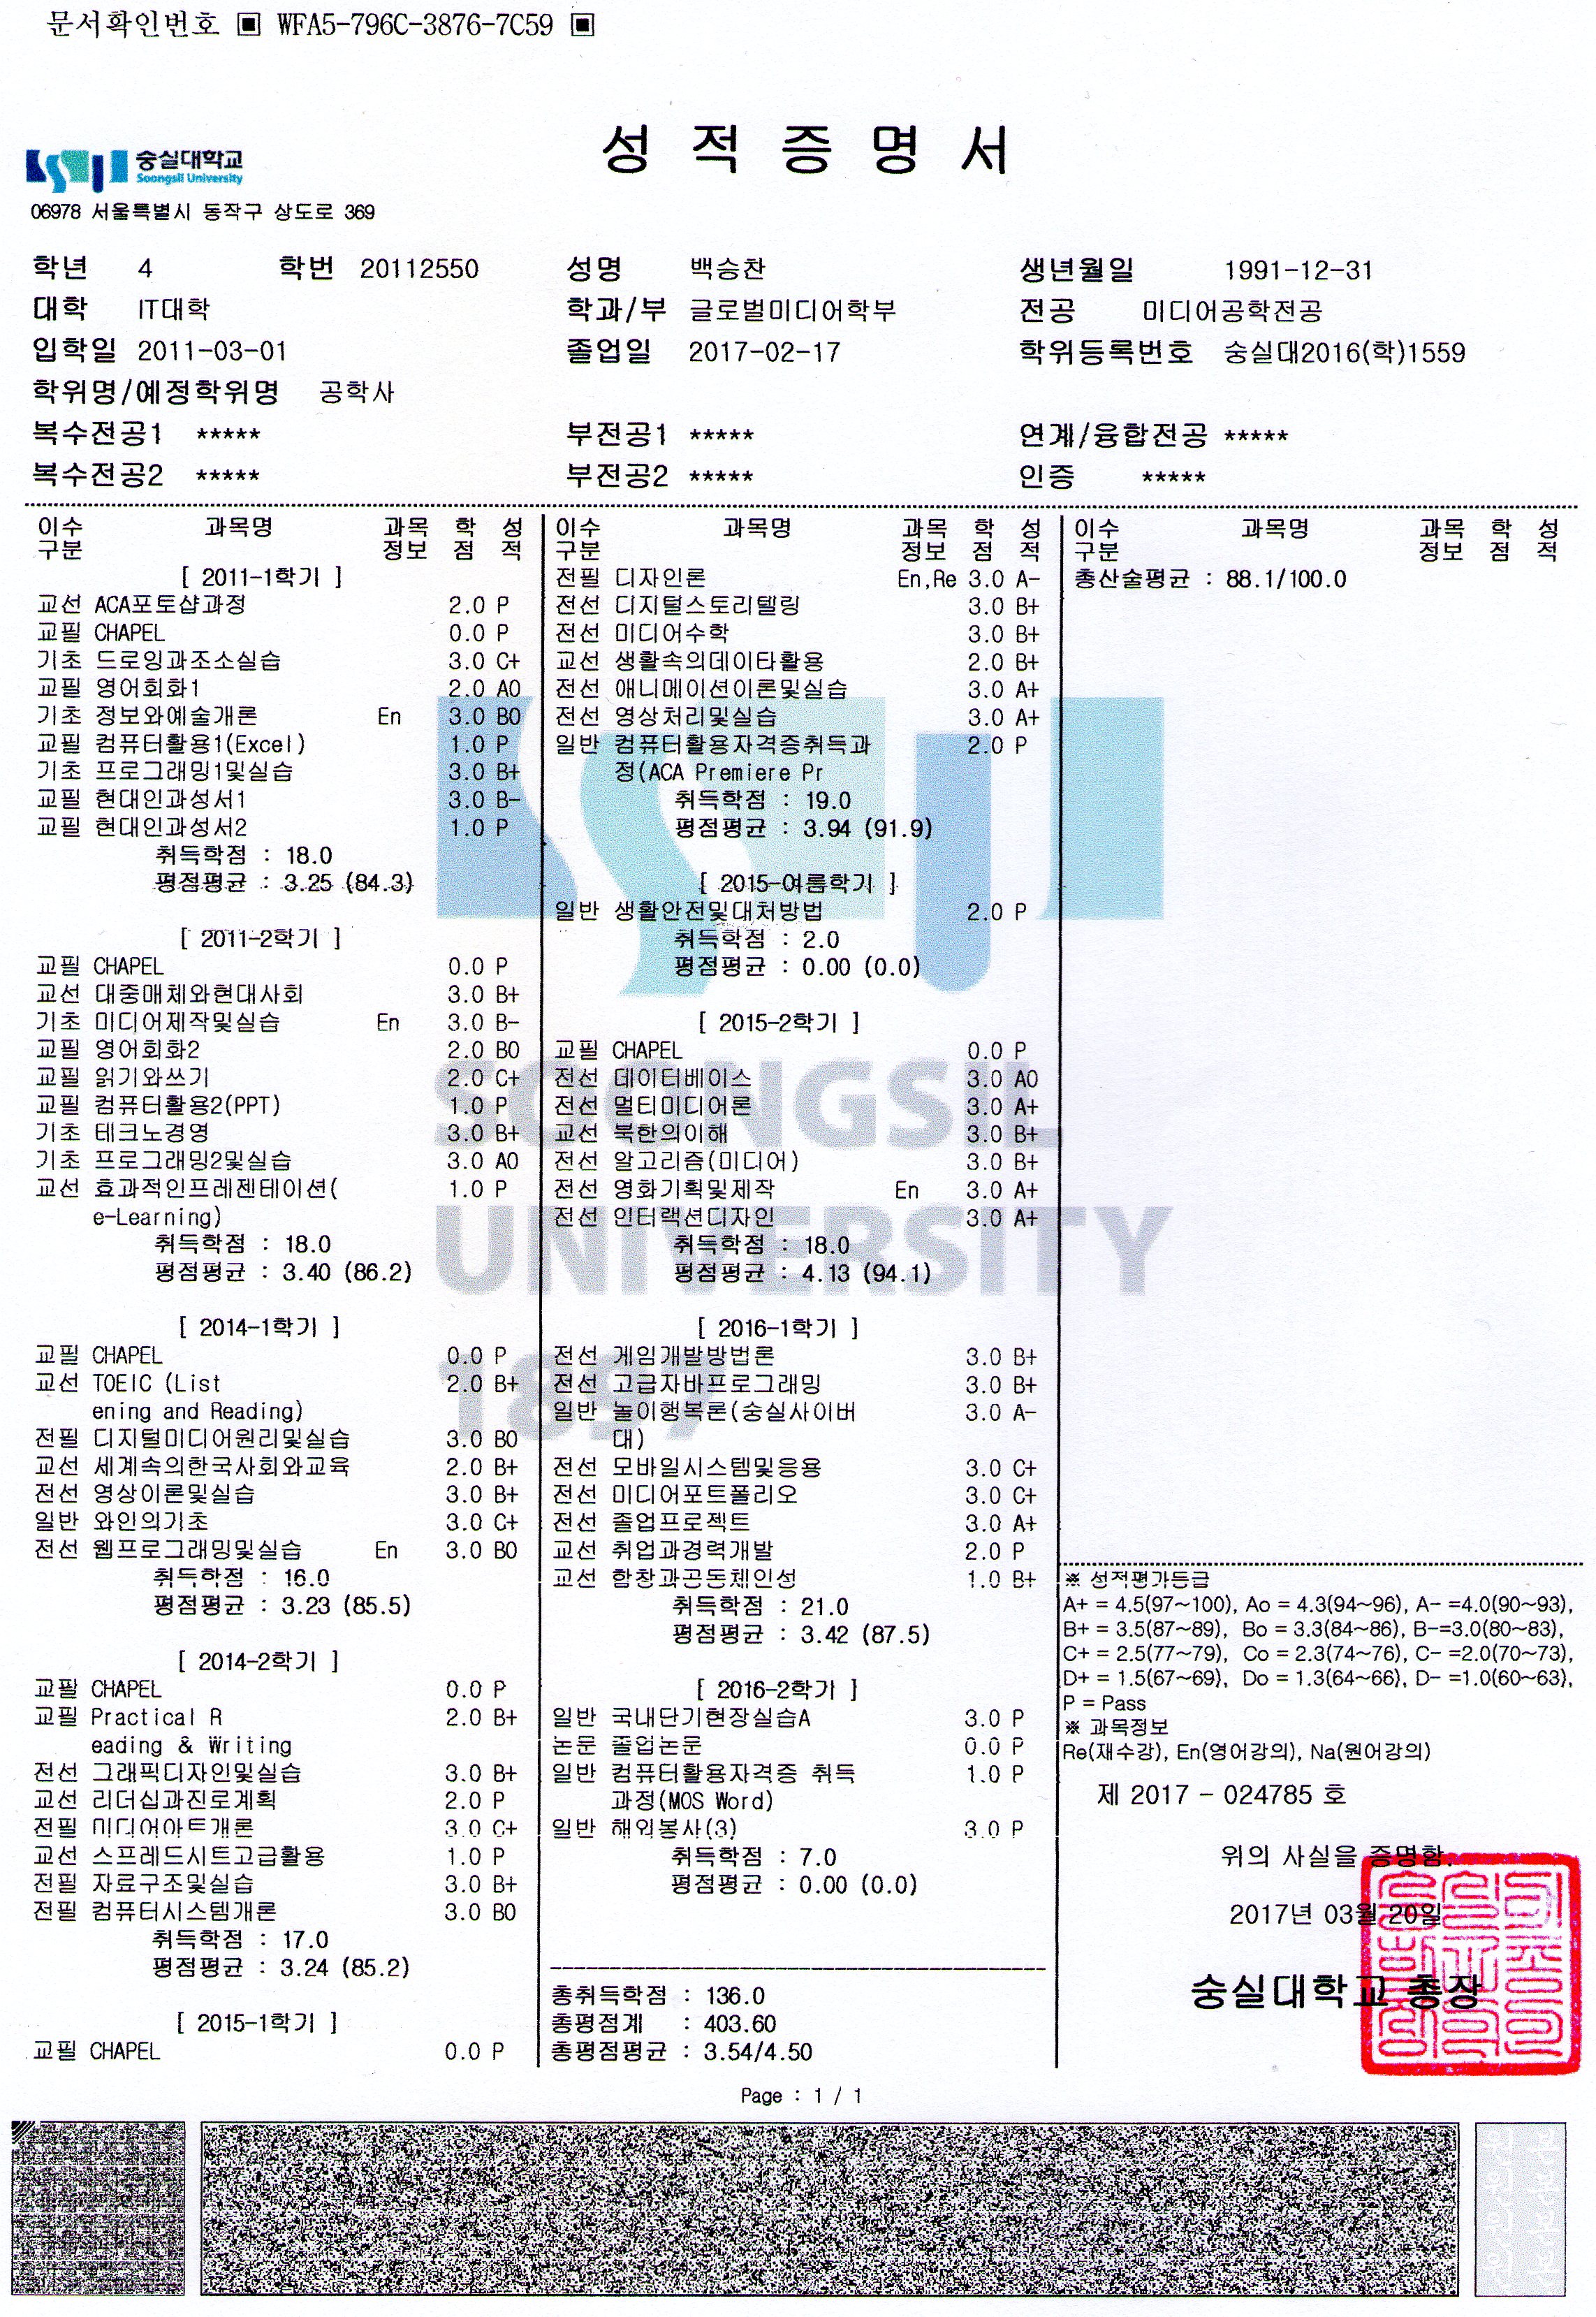 문서확인번호 ▣ WFA5-796C-3876-7C59 ▣
성 적 증 명 서
숭실대학교
Soongsil University
06978 서울특별시 동작구 상도로 369
학년 4 학번 20112550 성명 백승찬 생년월일 1991-12-31
대학 IT대학 학과/부 글로벌미디어학부 전공 미디어공학전공
입학일 2011-03-01 졸업일 2017-02-17 학위등록번호 숭실대2016(학)1559
학위명/예정학위명 공학사
복수전공1 ***** 부전공1 ***** 연계/융합전공 *****
복수전공2 ***** 부전공2 ***** 인증 *****
이수 과목명 과목 학 성
구분 정보 점 적
[ 2011-1학기 ]
교선 ACA포토샵과정 2.0 P
교필 CHAPEL 0.0 P
기초 드로잉과조소실습 3.0 C+
교필 영어회화1 2.0 A0
기초 정보와예술개론 En 3.0 B0
교필 컴퓨터활용1(Excel) 1.0 P
기초 프로그래밍1및실습 3.0 B+
교필 현대인과성서1 3.0 B-
교필 현대인과성서2 1.0 P
취득학점 : 18.0
평점평균 : 3.25 (84.3)
[ 2011-2학기 ]
교필 CHAPEL 0.0 P
교선 대중매체와현대사회 3.0 B+
기초 미디어제작및실습 En 3.0 B-
교필 영어회화2 2.0 B0
교필 읽기와쓰기 2.0 C+
교필 컴퓨터활용2(PPT) 1.0 P
기초 테크노경영 3.0 B+
기초 프로그래밍2및실습 3.0 A0
교선 효과적인프레젠테이션( 1.0 P
e-Learning)
취득학점 : 18.0
평점평균 : 3.40 (86.2)
[ 2014-1학기 ]
교필 CHAPEL 0.0 P
교선 TOEIC (List 2.0 B+
ening and Reading)
전필 디지털미디어원리및실습 3.0 B0
교선 세계속의한국사회와교육 2.0 B+
전선 영상이론및실습 3.0 B+
일반 와인의기초 3.0 C+
전선 웹프로그래밍및실습 En 3.0 B0
취득학점 : 16.0
평점평균 : 3.23 (85.5)
[ 2014-2학기 ]
교필 CHAPEL 0.0 P
교필 Practical R 2.0 B+
eading & Writing
전선 그래픽디자인및실습 3.0 B+
교선 리더십과진로계획 2.0 P
전필 미디어아트개론 3.0 C+
교선 스프레드시트고급활용 1.0 P
전필 자료구조및실습 3.0 B+
전필 컴퓨터시스템개론 3.0 B0
취득학점 : 17.0
평점평균 : 3.24 (85.2)
[ 2015-1학기 ]
교필 CHAPEL 0.0 P
이수 과목명 과목 학 성
구분 정보 점 적
전필 디자인론 En,Re 3.0 A-
전선 디지털스토리텔링 3.0 B+
전선 미디어수학 3.0 B+
교선 생활속의데이타활용 2.0 B+
전선 애니메이션이론및실습 3.0 A+
전선 영상처리및실습 3.0 A+
일반 컴퓨터활용자격증취득과 2.0 P
정(ACA Premiere Pr
취득학점 : 19.0
평점평균 : 3.94 (91.9)
[ 2015-여름학기 ]
일반 생활안전및대처방법 2.0 P
취득학점 : 2.0
평점평균 : 0.00 (0.0)
[ 2015-2학기 ]
교필 CHAPEL 0.0 P
전선 데이터베이스 3.0 A0
전선 멀티미디어론 3.0 A+
교선 북한의이해 3.0 B+
전선 알고리즘(미디어) 3.0 B+
전선 영화기획및제작 En 3.0 A+
전선 인터랙션디자인 3.0 A+
취득학점 : 18.0
평점평균 : 4.13 (94.1)
[ 2016-1학기 ]
전선 게임개발방법론 3.0 B+
전선 고급자바프로그래밍 3.0 B+
일반 놀이행복론(숭실사이버 3.0 A-
대)
전선 모바일시스템및응용 3.0 C+
전선 미디어포트폴리오 3.0 C+
전선 졸업프로젝트 3.0 A+
교선 취업과경력개발 2.0 P
교선 합창과공동체인성 1.0 B+
취득학점 : 21.0
평점평균 : 3.42 (87.5)
[ 2016-2학기 ]
일반 국내단기현장실습A 3.0 P
논문 졸업논문 0.0 P
일반 컴퓨터활용자격증 취득 1.0 P
과정(MOS Word)
일반 해외봉사(3) 3.0 P
취득학점 : 7.0
평점평균 : 0.00 (0.0)
총취득학점 : 136.0
총평점계 : 403.60
총평점평균 : 3.54/4.50
이수 과목명 과목 학 성
구분 정보 점 적
총산술평균 : 88.1/100.0
※ 성적평가등급
A+ = 4.5(97~100), Ao = 4.3(94~96), A- =4.0(90~93),
B+ = 3.5(87~89), Bo = 3.3(84~86), B-=3.0(80~83),
C+ = 2.5(77~79), Co = 2.3(74~76), C- =2.0(70~73),
D+ = 1.5(67~69), Do = 1.3(64~66), D- =1.0(60~63),
P = Pass
※ 과목정보
Re(재수강), En(영어강의), Na(원어강의)
제 2017 - 024785 호
위의 사실을 증명함.
2017년 03월 20일
숭실대학교 총장
SOONGSIL
UNIVERSITY
1897
Page : 1 / 1